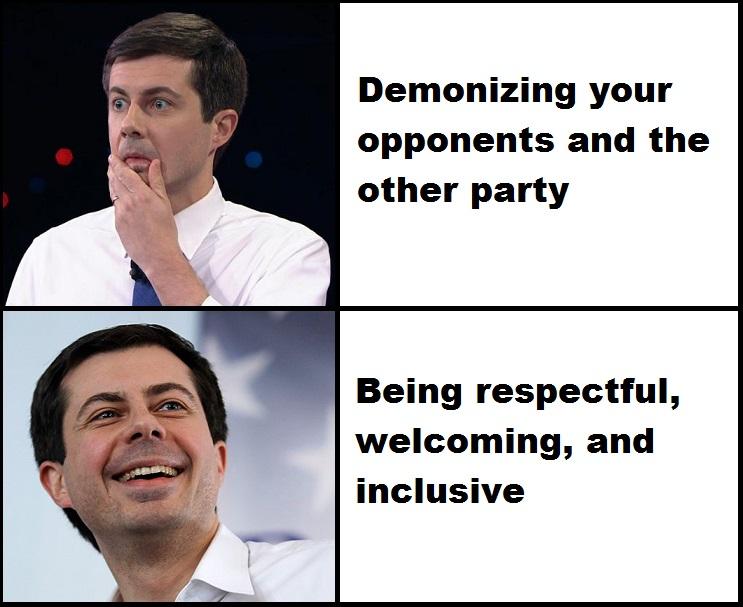 Demonizing your
opponents and the
other party
Being respectful,
welcoming, and
inclusive